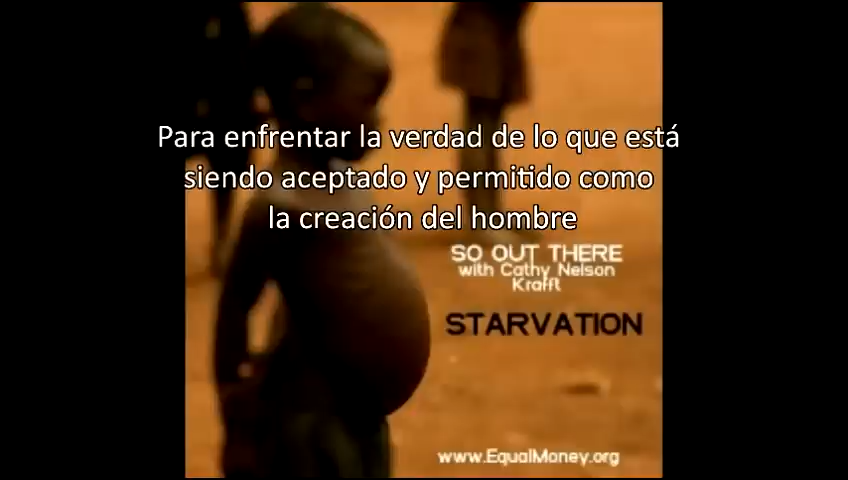 Para enfrentar la verdad de lo que está
siendo aceptado y permitido como
la creación del hombre
SO OUT THERE
with Cathy Nelson
Krafft
STARVATION
www.EqualMoney.org